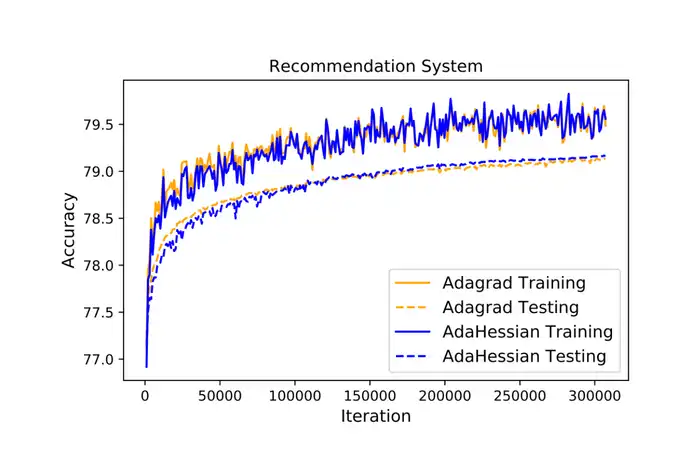 Recommendation System
Accuracy
79.5
79.0
78.5
78.0
77.5
77.0
Adagrad Training
Adagrad Testing
AdaHessian Training
AdaHessian Testing
0 50000 100000 150000 200000 250000 300000
Iteration